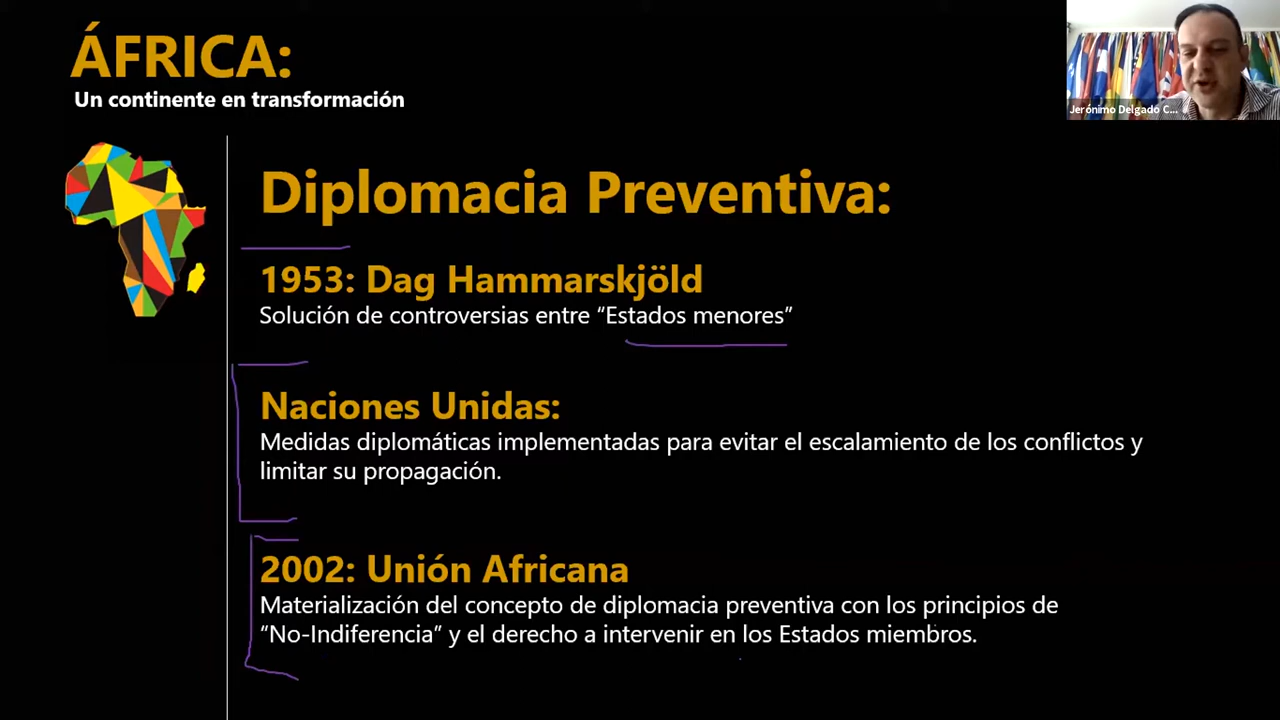 ÁFRICA:
Un continente en transformación
Jerónimo Delgado C...
Diplomacia Preventiva:
1953: Dag Hammarskjöld
Solución de controversias entre “Estados menores”
Naciones Unidas:
Medidas diplomáticas implementadas para evitar el escalamiento de los conflictos y
limitar su propagación.
2002: Unión Africana
Materialización del concepto de diplomacia preventiva con los principios de
“No-Indiferencia” y el derecho a intervenir en los Estados miembros.